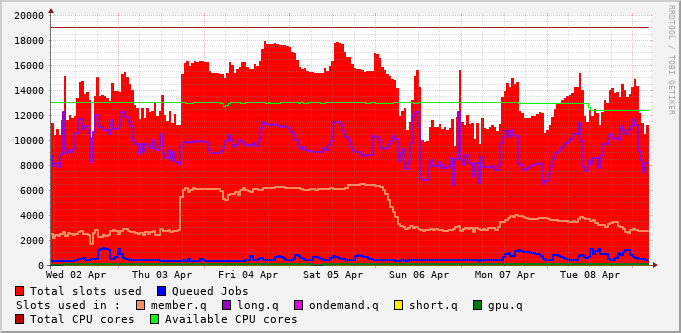 20000
18000
16000
14000
12000
10000
8000
6000
4000
2000
0
Wed 02 Apr Thu 03 Apr Fri 04 Apr Sat 05 Apr Sun 06 Apr Mon 07 Apr Tue 08 Apr
RRDTOOL / TOBI OETIKER
Total slots used Queued Jobs
Slots used in : member.q long.q ondemand.q short.q gpu.q
Total CPU cores Available CPU cores